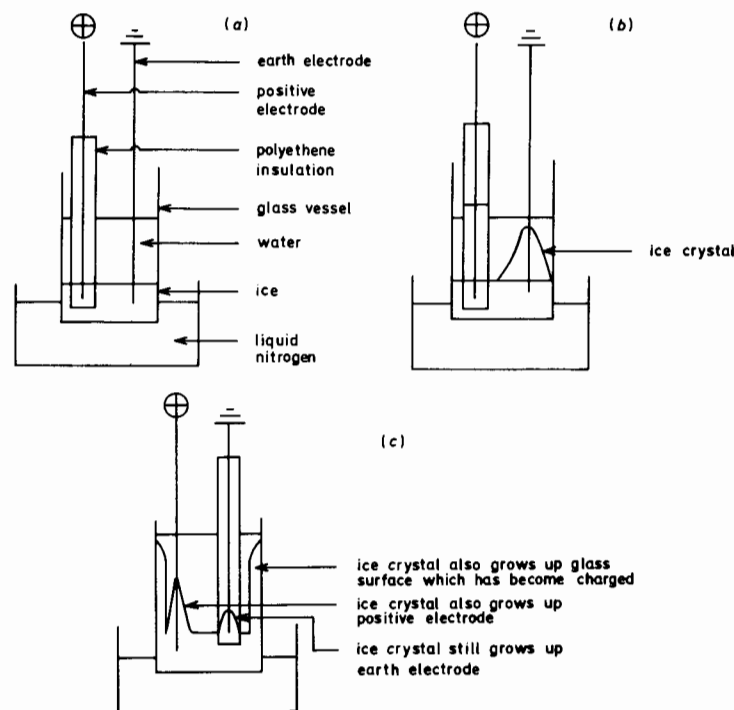 (a)
earth electrode
positive
electrode
polyethene
insulation
glass vessel
water
ice
liquid
nitrogen
(b)
ice crystal
(c)
ice crystal also grows up glass
surface which has become charged
ice crystal also grows up
positive electrode
ice crystal still grows up
earth electrode